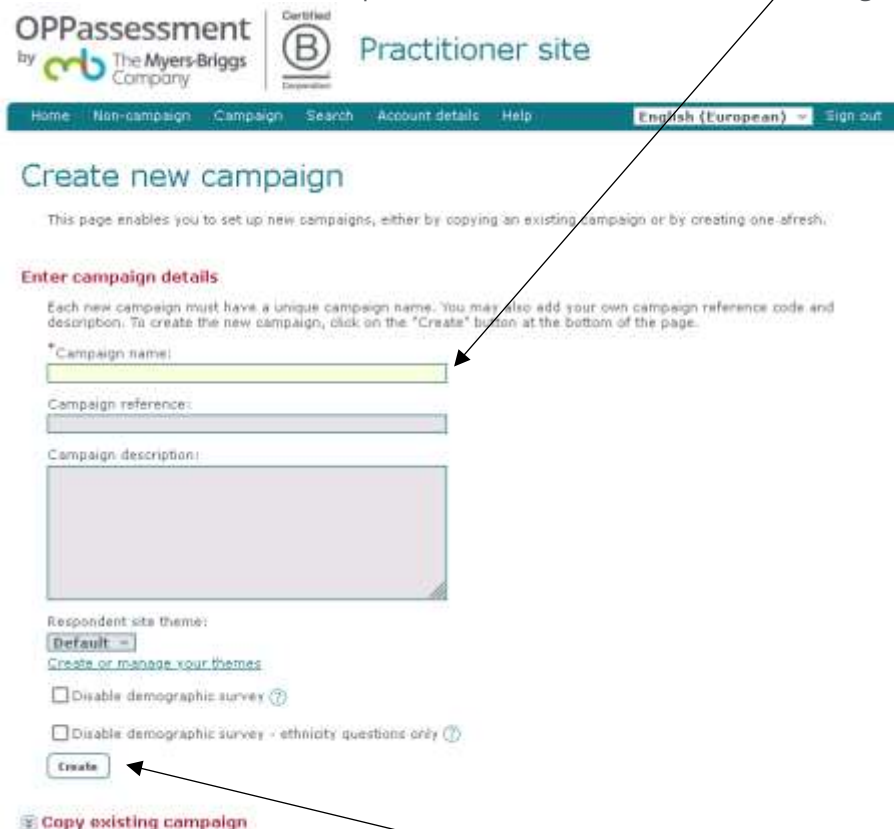 OPPassessment
by The Myers-Briggs
Company
Certified
B
Corporation
Practitioner site
Home Non-campaign Campaign Search Account details Help English (European) Sign out
Create new campaign
This page enables you to set up new campaigns, either by copying an existing campaign or by creating one afresh.
Enter campaign details
Each new campaign must have a unique campaign name. You may also add your own campaign reference code and
description. To create the new campaign, click on the "Create" button at the bottom of the page.
*Campaign name:
Campaign reference:
Campaign description:
Respondent site theme:
Default
Create or manage your themes
Disable demographic survey ?
Disable demographic survey - ethnicity questions only ?
Create
Copy existing campaign